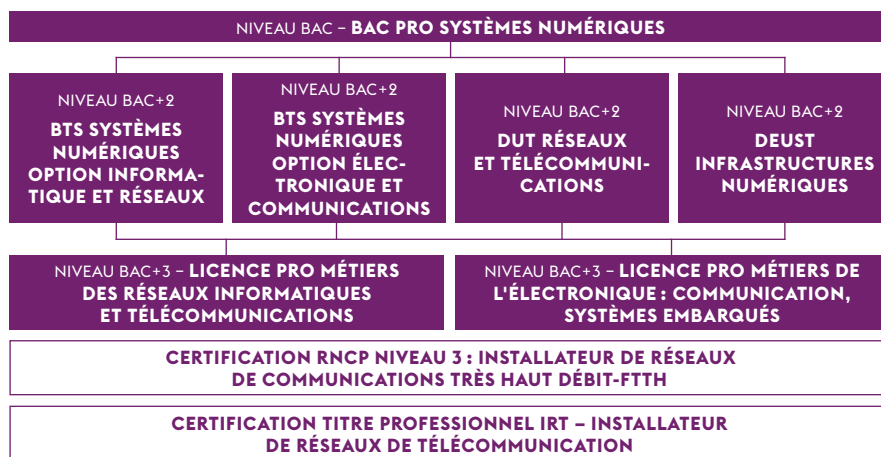 NIVEAU BAC – BAC PRO SYSTÈMES NUMÉRIQUES
NIVEAU BAC+2
BTS SYSTÈMES
NUMÉRIQUES
OPTION INFORMA-
TIQUE ET RÉSEAUX
NIVEAU BAC+2
BTS SYSTÈMES
NUMÉRIQUES
OPTION ÉLEC-
TRONIQUE ET
COMMUNICATIONS
NIVEAU BAC+2
DUT RÉSEAUX
ET TÉLÉCOMMUNI-
CATIONS
NIVEAU BAC+2
DEUST
INFRASTRUCTURES
NUMÉRIQUES
NIVEAU BAC+3 – LICENCE PRO MÉTIERS
DES RÉSEAUX INFORMATIQUES
ET TÉLÉCOMMUNICATIONS
NIVEAU BAC+3 – LICENCE PRO MÉTIERS DE
L'ÉLECTRONIQUE : COMMUNICATION,
SYSTÈMES EMBARQUÉS
CERTIFICATION RNCP NIVEAU 3 : INSTALLATEUR DE RÉSEAUX
DE COMMUNICATIONS TRÈS HAUT DÉBIT-FTTH
CERTIFICATION TITRE PROFESSIONNEL IRT – INSTALLATEUR
DE RÉSEAUX DE TÉLÉCOMMUNICATION